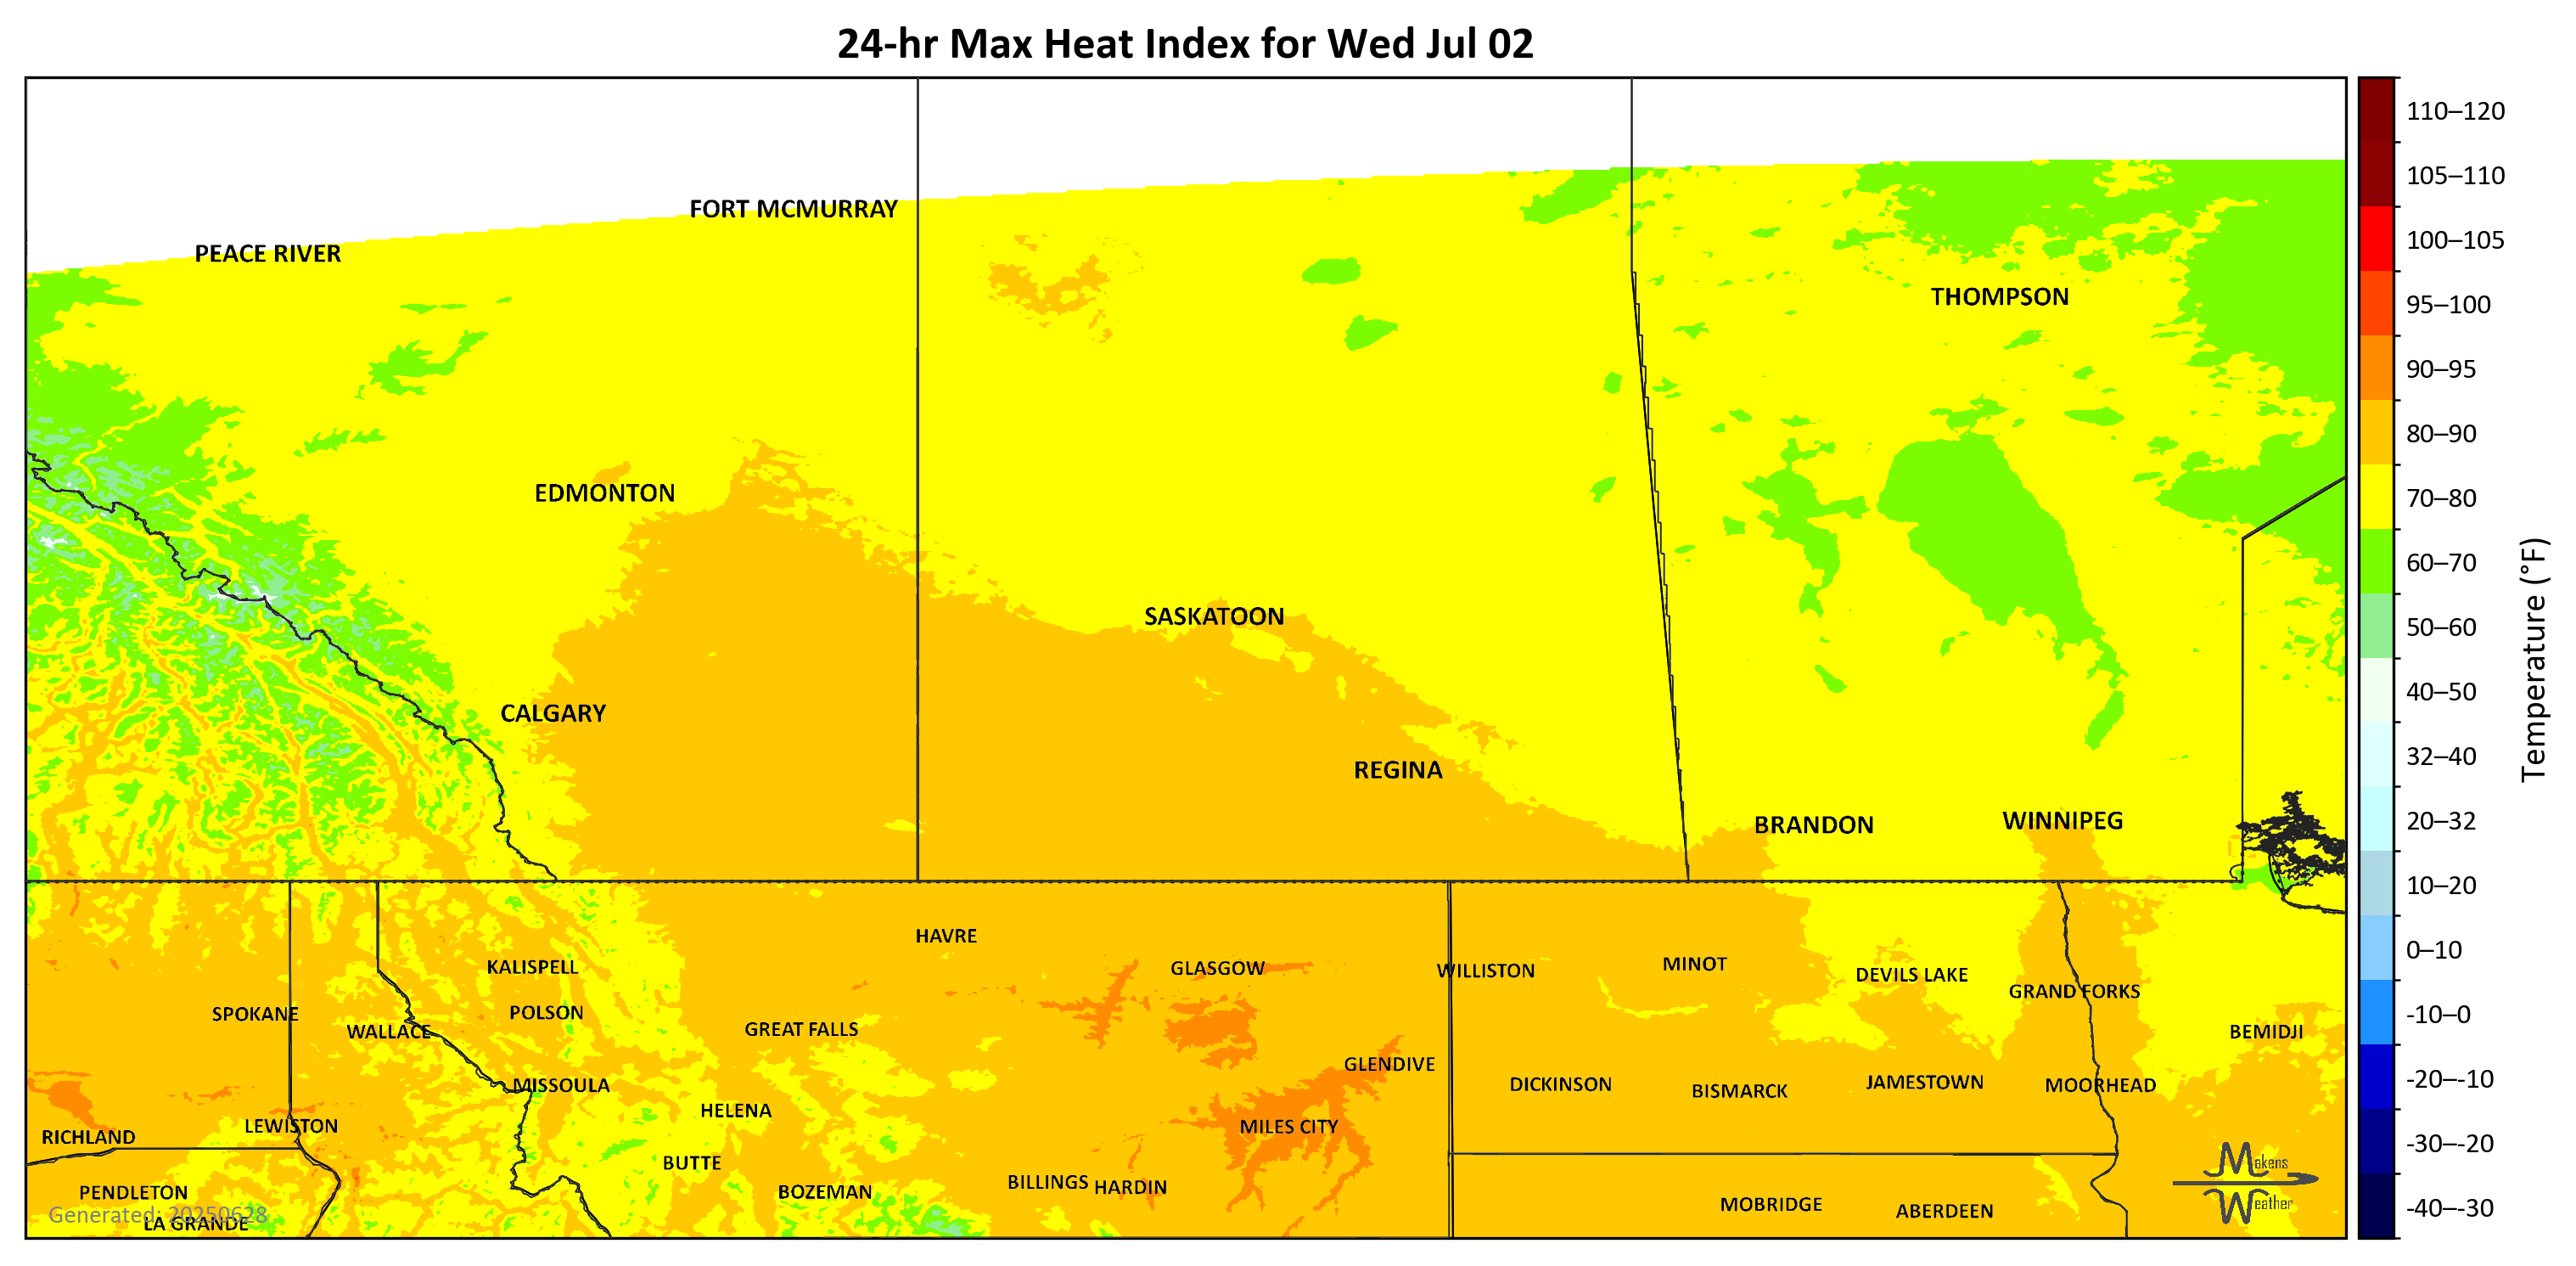 24-hr Max Heat Index for Wed Jul 02
FORT MCMURRAY
PEACE RIVER
THOMPSON
EDMONTON
SASKATOON
CALGARY
REGINA
BRANDON
WINNIPEG
HAVRE
KALISPELL
GLASGOW
WILLISTON
MINOT
DEVILS LAKE
GRAND FORKS
SPOKANE
POLSON
WALLACE
GREAT FALLS
BEMIDJI
GLENDIVE
MISSOULA
DICKINSON
BISMARCK
JAMESTOWN
MOORHEAD
HELENA
LEWISTON
RICHLAND
MILES CITY
BUTTE
BILLINGS
HARDIN
PENDLETON
BOZEMAN
MOBRIDGE
ABERDEEN
Generated: 20250628
LA GRANDE
Makens
Weather
110–120
105–110
100–105
95–100
90–95
80–90
70–80
60–70
50–60
40–50
32–40
20–32
10–20
0–10
-10–0
-20–-10
-30–-20
-40–-30
Temperature (°F)